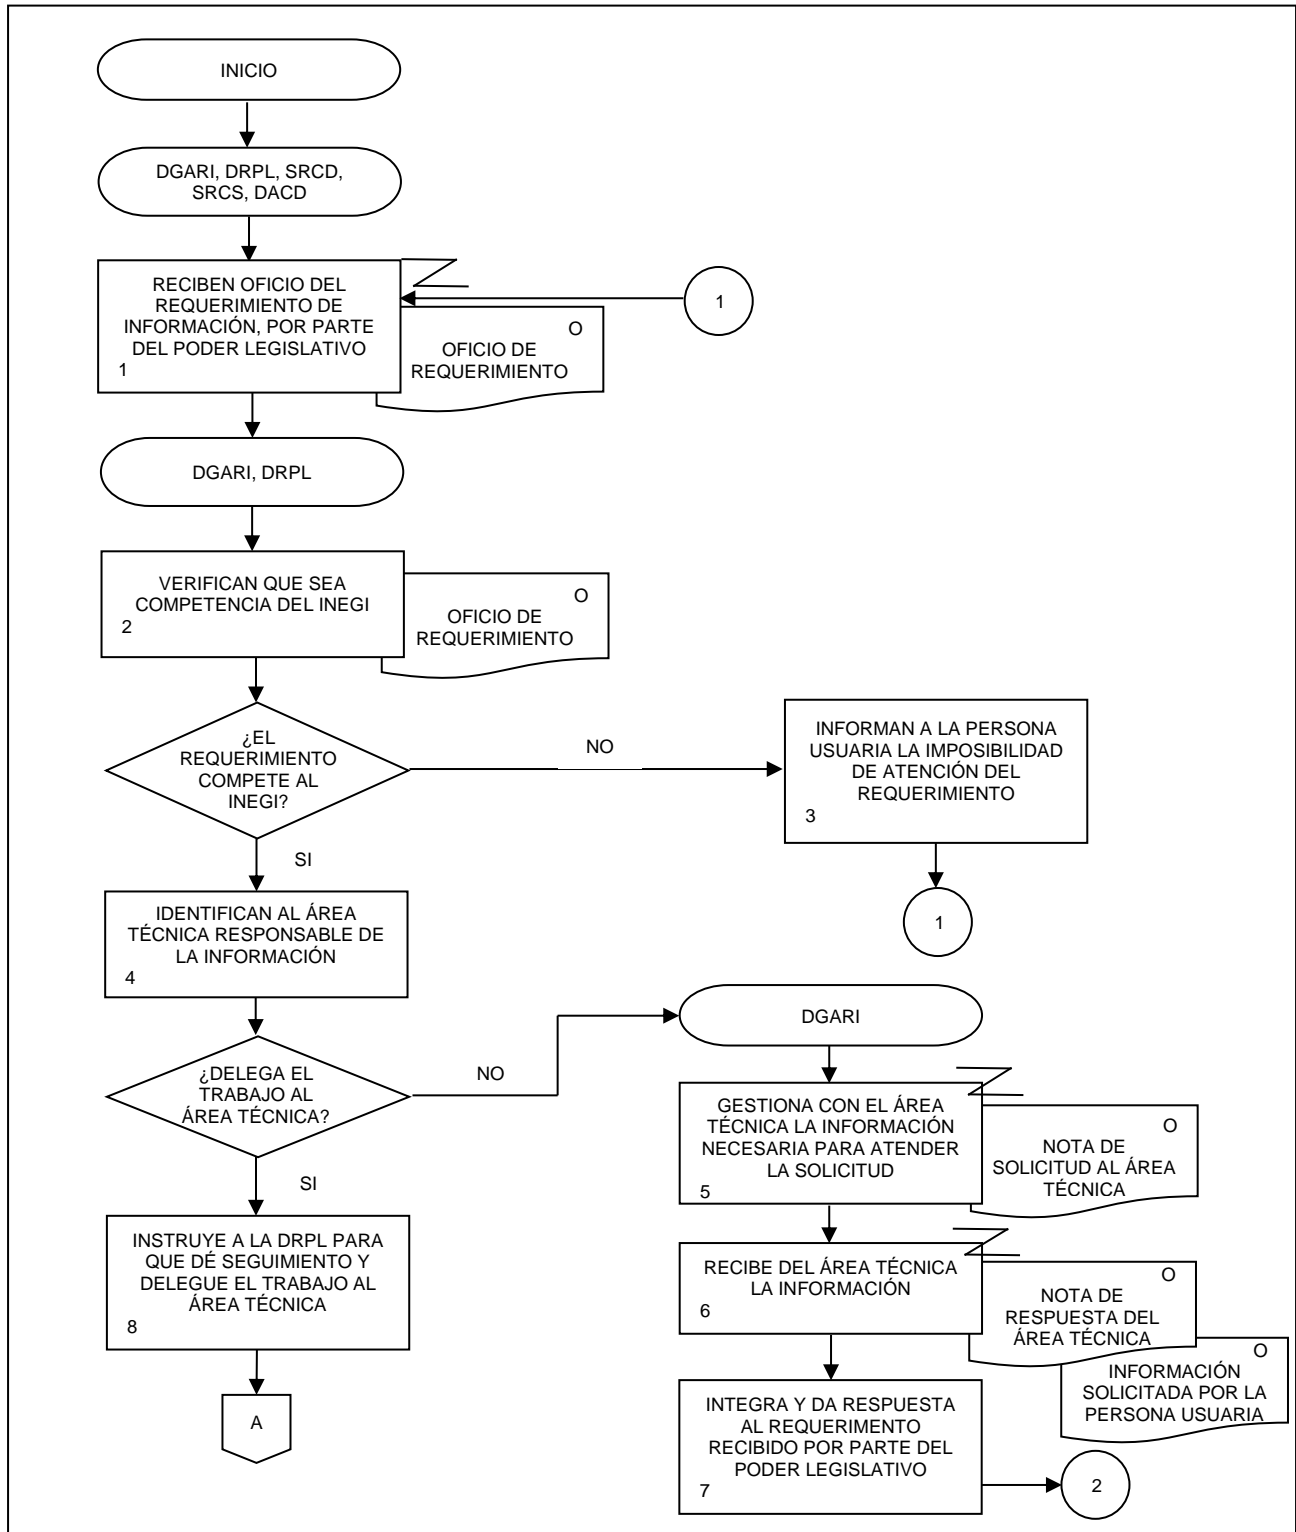 INICIO
DGARI, DRPL, SRCD,
SRCS, DACD
RECIBEN OFICIO DEL
REQUERIMIENTO DE
INFORMACIÓN, POR PARTE
DEL PODER LEGISLATIVO
1
O
OFICIO DE
REQUERIMIENTO
1
DGARI, DRPL
VERIFICAN QUE SEA
COMPETENCIA DEL INEGI
2
O
OFICIO DE
REQUERIMIENTO
¿EL
REQUERIMIENTO
COMPETE AL
INEGI?
NO
INFORMAN A LA PERSONA
USUARIA LA IMPOSIBILIDAD
DE ATENCIÓN DEL
REQUERIMIENTO
3
1
SI
IDENTIFICAN AL ÁREA
TÉCNICA RESPONSABLE DE
LA INFORMACIÓN
4
¿DELEGA EL
TRABAJO AL
ÁREA TÉCNICA?
NO
SI
INSTRUYE A LA DRPL PARA
QUE DÉ SEGUIMIENTO Y
DELEGUE EL TRABAJO AL
ÁREA TÉCNICA
8
A
DGARI
GESTIONA CON EL ÁREA
TÉCNICA LA INFORMACIÓN
NECESARIA PARA ATENDER
LA SOLICITUD
5
O
NOTA DE
SOLICITUD AL ÁREA
TÉCNICA
RECIBE DEL ÁREA TÉCNICA
LA INFORMACIÓN
6
O
NOTA DE
RESPUESTA DEL
ÁREA TÉCNICA
O
INFORMACIÓN
SOLICITADA POR LA
PERSONA USUARIA
INTEGRA Y DA RESPUESTA
AL REQUERIMENTO
RECIBIDO POR PARTE DEL
PODER LEGISLATIVO
7
2